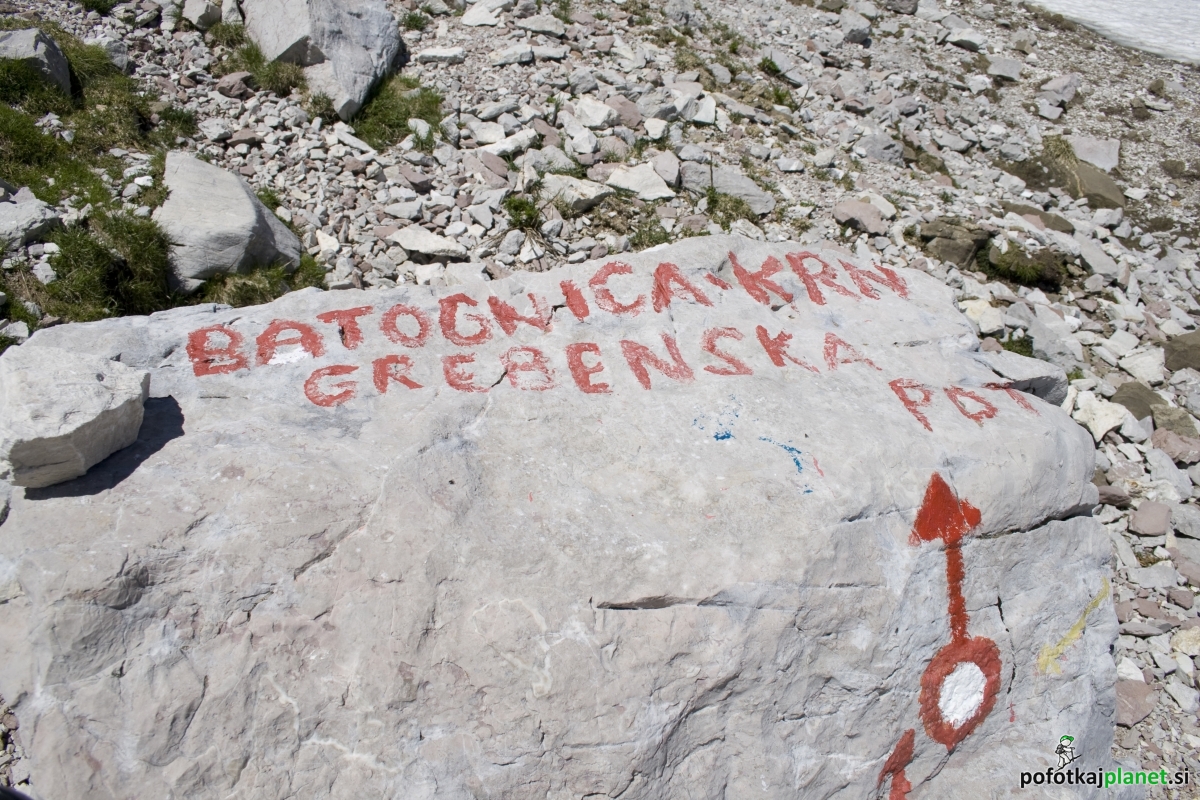 BATOGNICA-KRN
GREBENSKA
POT
pofotkajplanet.si